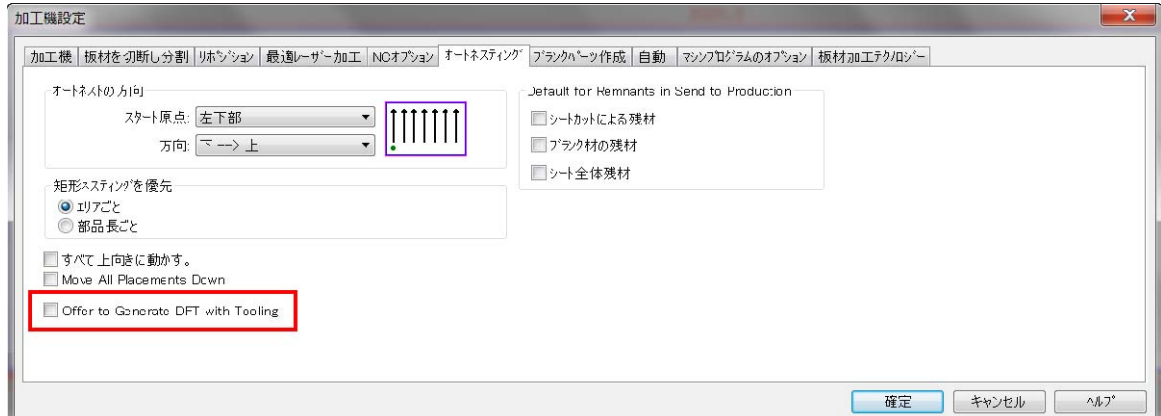 加工機設定
加工機 板材を切断し分割 リポジション 最適レーザー加工 NCオプション オートネスティング ブランクパーツ作成 自動 マシンプログラムのオプション 板材加工テクノロジー
オートネストの方向
スタート原点: 左下部
方向: 下 --> 上
矩形ネスティングを優先
エリアごと
部品長ごと
すべて上向きに動かす。
Move All Placements Down
Offer to Generate DFT with Tooling
Default for Remnants in Send to Production
シートカットによる残材
ブランク材の残材
シート全体残材
確定 キャンセル ヘルプ